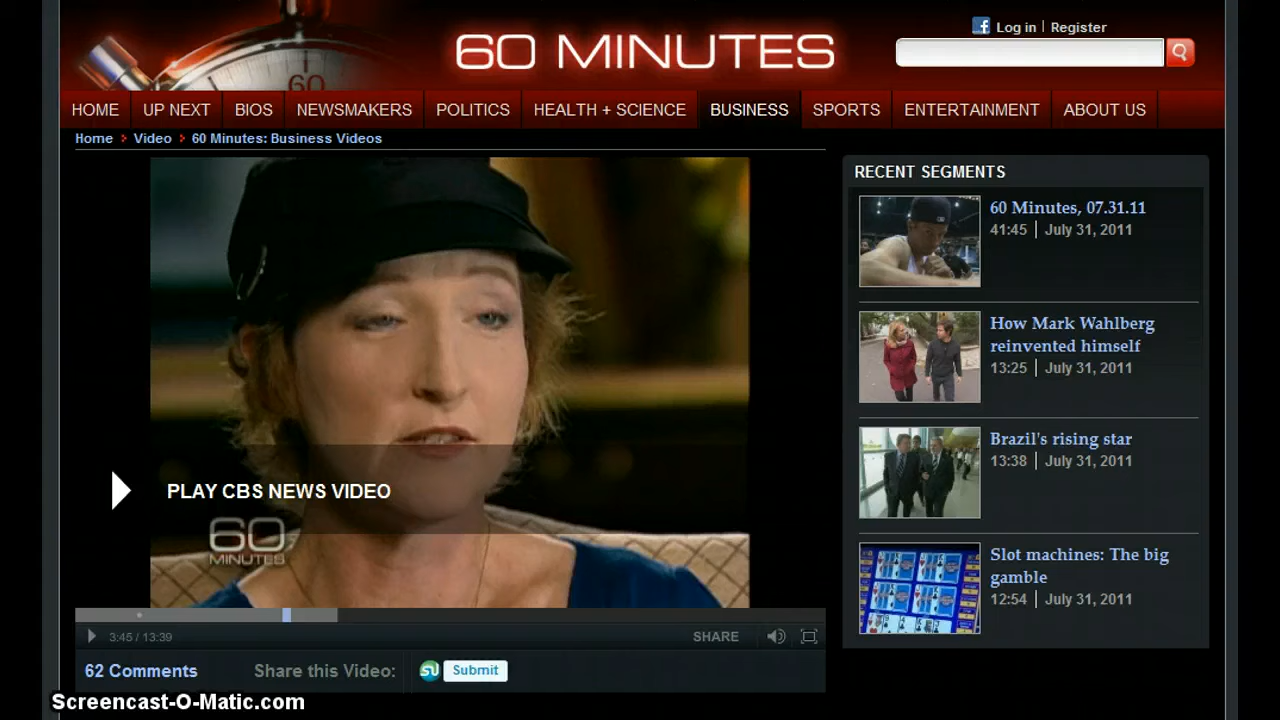 60 MINUTES
60
Log in | Register
HOME UP NEXT BIOS NEWSMAKERS POLITICS HEALTH + SCIENCE BUSINESS SPORTS ENTERTAINMENT ABOUT US
Home Video 60 Minutes: Business Videos
PLAY CBS NEWS VIDEO
60
MINUTES
3:45 / 13:39
SHARE
62 Comments Share this Video: Submit
RECENT SEGMENTS
60 Minutes, 07.31.11
41:45 | July 31, 2011
How Mark Wahlberg
reinvented himself
13:25 | July 31, 2011
Brazil's rising star
13:38 | July 31, 2011
Slot machines: The big
gamble
12:54 | July 31, 2011
Screencast-O-Matic.com